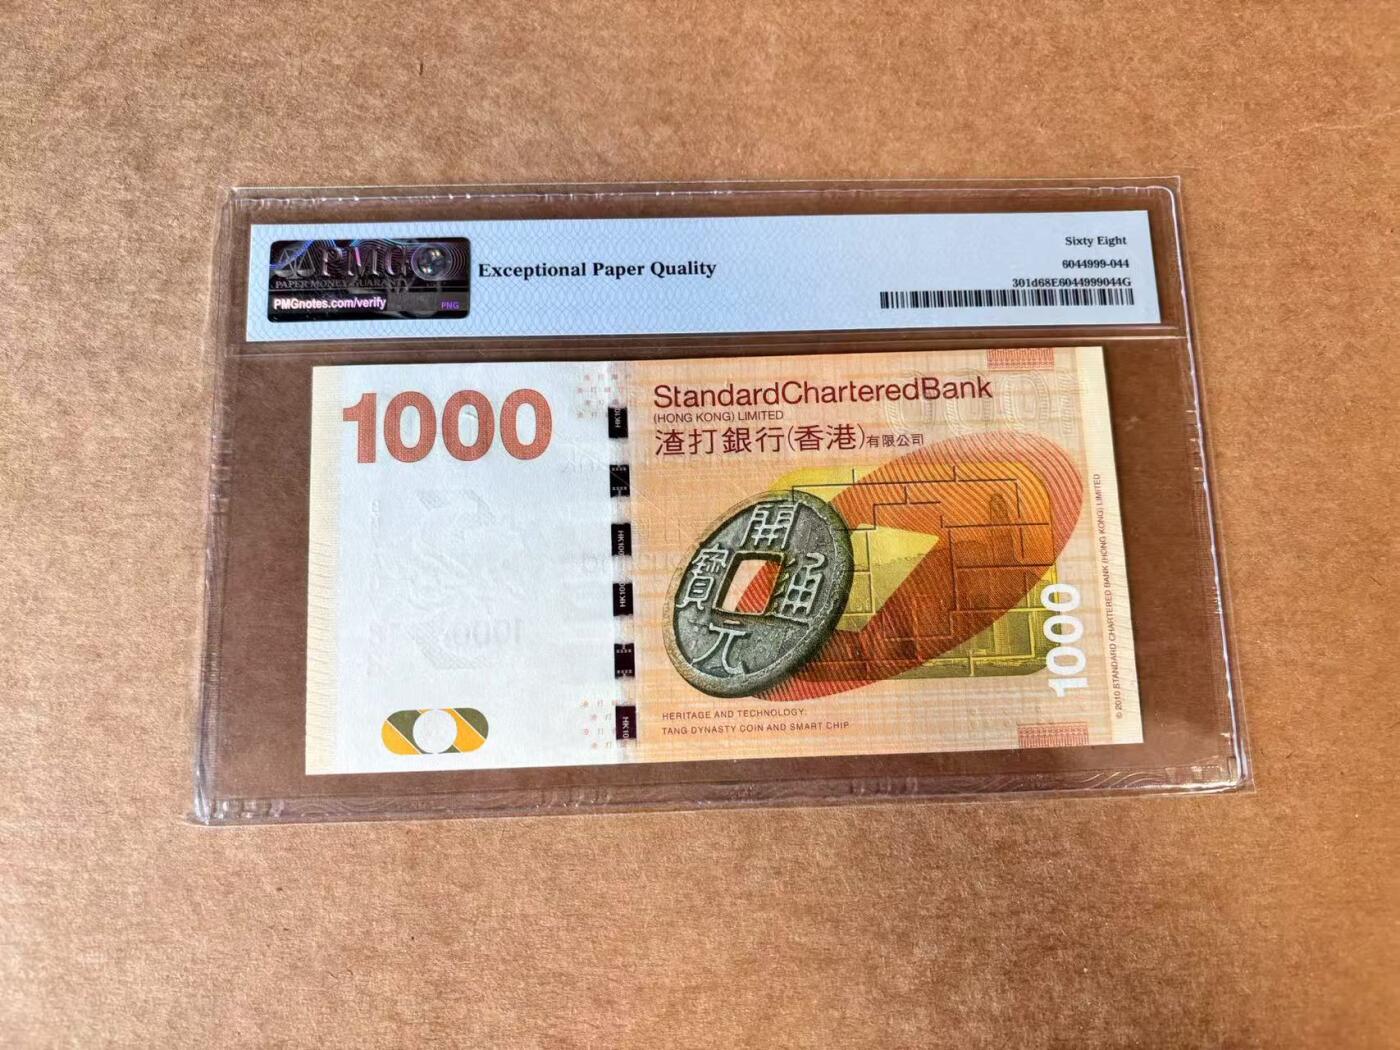 PMG
PAPER MONEY GUARANTY
PMGnotes.com/verify
PNG
Exceptional Paper Quality
Sixty Eight
6044999-044
301d68E6044999044G
1000
StandardCharteredBank
(HONG KONG) LIMITED
渣打銀行(香港)有限公司
開通元寶
HERITAGE AND TECHNOLOGY:
TANG DYNASTY COIN AND SMART CHIP
1000
© 2010 STANDARD CHARTERED BANK (HONG KONG) LIMITED